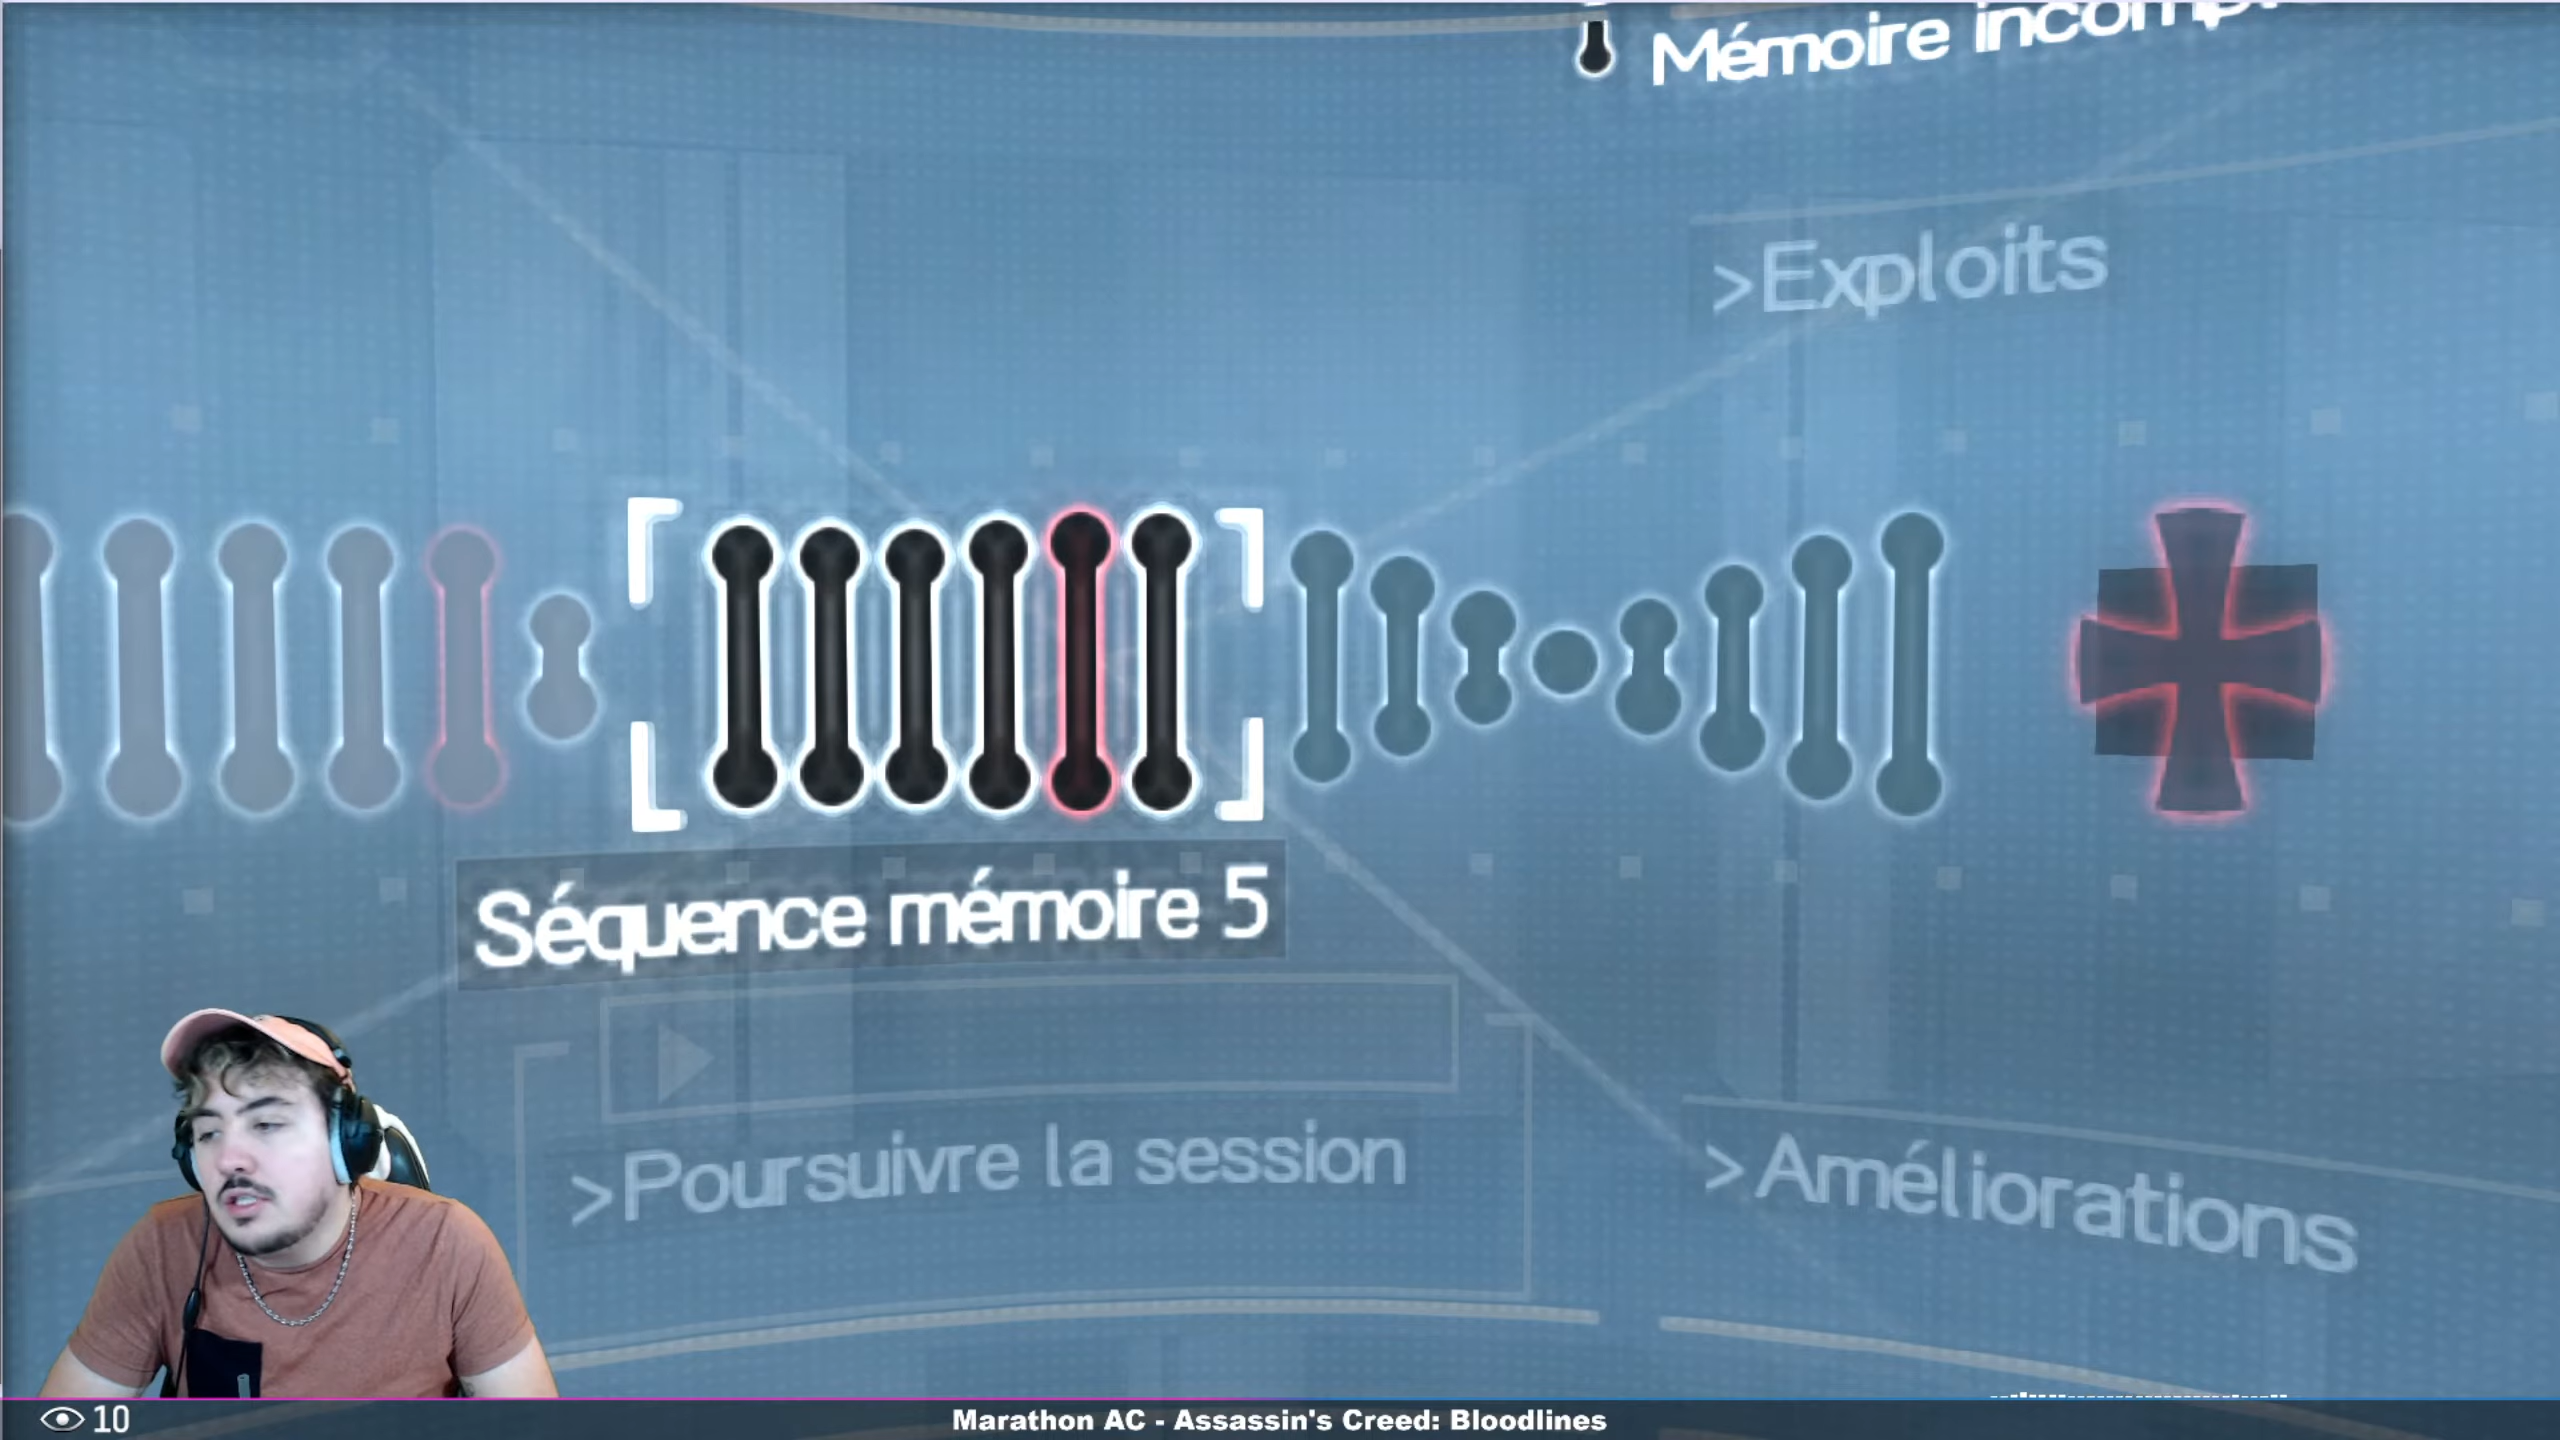 Mémoire
>Exploits
Séquence mémoire 5
>Poursuivre la session
>Améliorations
10
Marathon AC - Assassin's Creed: Bloodlines